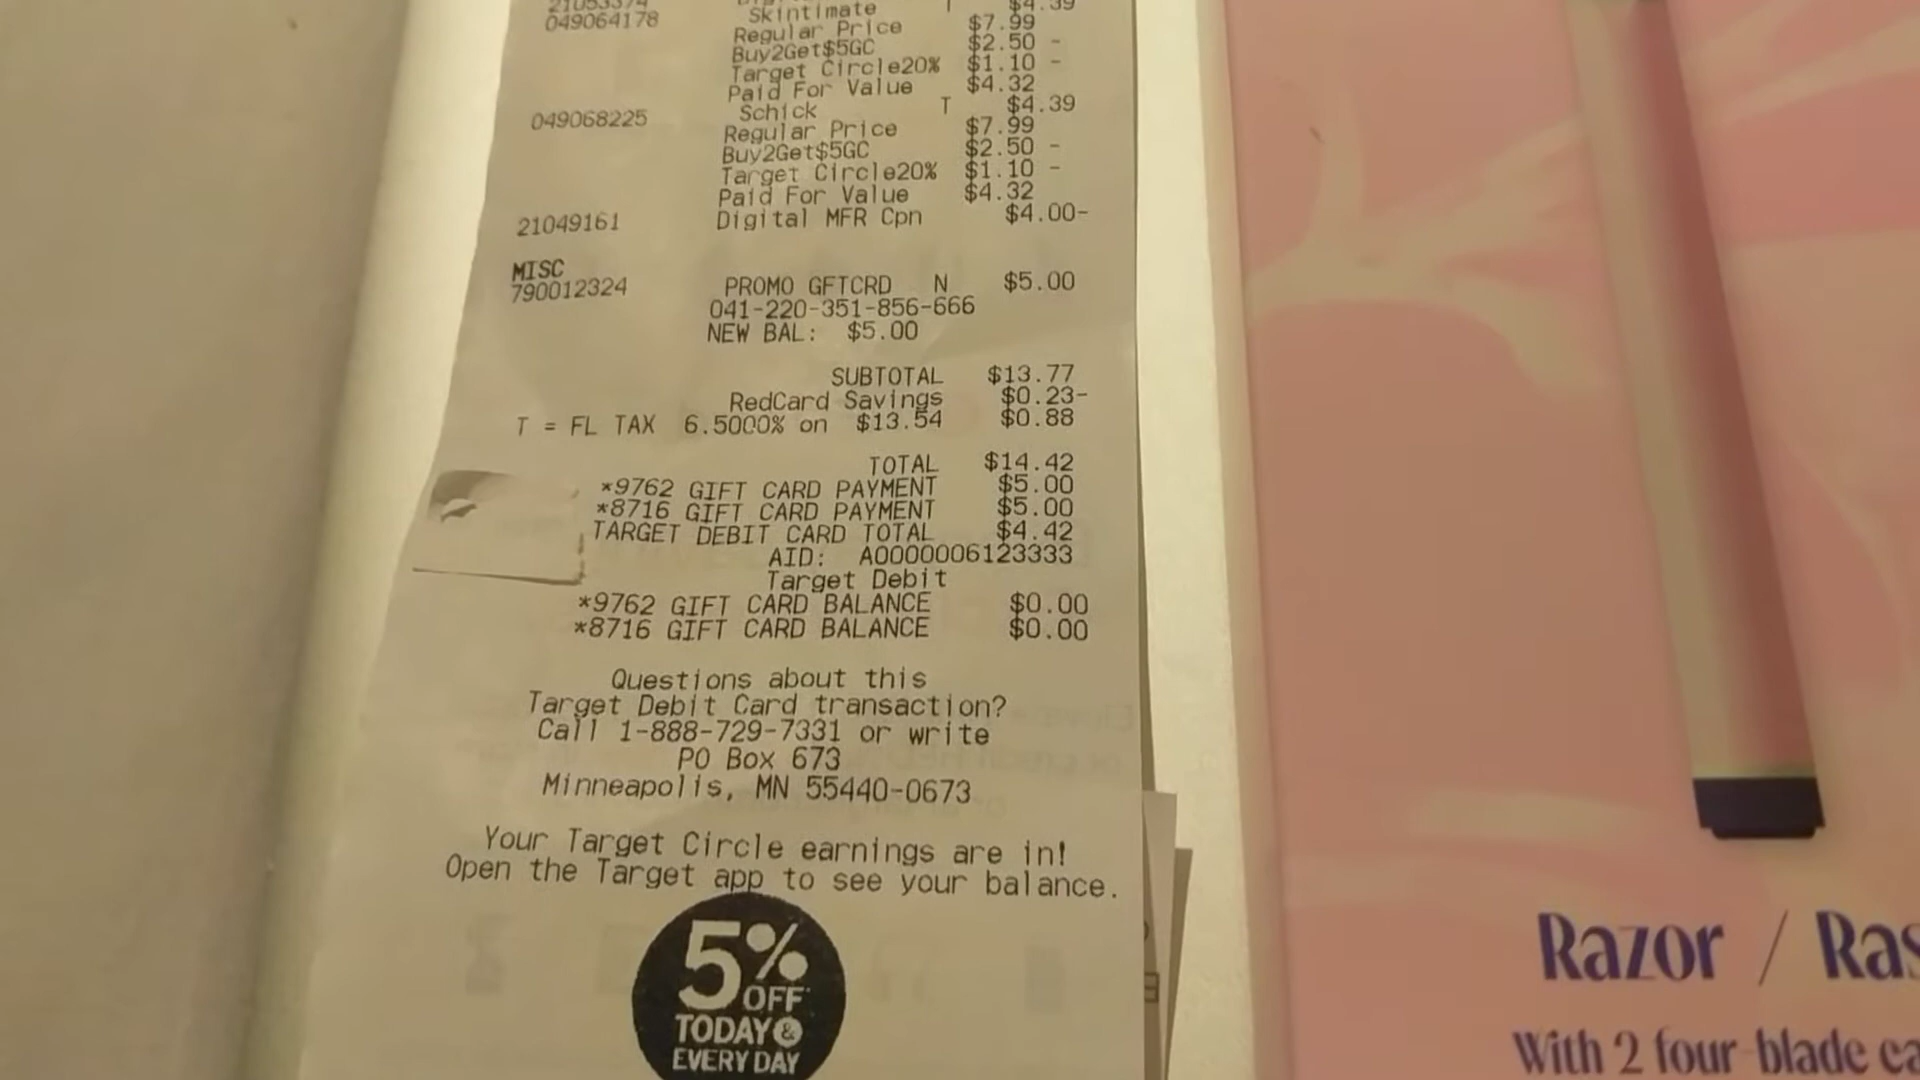 049064178 Skintimate T $4.39
Regular Price $7.99
Buy2Get$5GC $2.50 -
Target Circle20% $1.10 -
Paid For Value $4.32
049068225 Schick T $4.39
Regular Price $7.99
Buy2Get$5GC $2.50 -
Target Circle20% $1.10 -
Paid For Value $4.32
21049161 Digital MFR Cpn $4.00-
MISC
790012324 PROMO GFTCRD N $5.00
041-220-351-856-666
NEW BAL: $5.00
SUBTOTAL $13.77
RedCard Savings $0.23-
T = FL TAX 6.5000% on $13.54 $0.88
TOTAL $14.42
*9762 GIFT CARD PAYMENT $5.00
*8716 GIFT CARD PAYMENT $5.00
TARGET DEBIT CARD TOTAL $4.42
AID: A0000006123333
Target Debit
*9762 GIFT CARD BALANCE $0.00
*8716 GIFT CARD BALANCE $0.00
Questions about this
Target Debit Card transaction?
Call 1-888-729-7331 or write
PO Box 673
Minneapolis, MN 55440-0673
Your Target Circle earnings are in!
Open the Target app to see your balance.
5% OFF
TODAY &
EVERY DAY
Razor / Ras
With 2 four blade ca